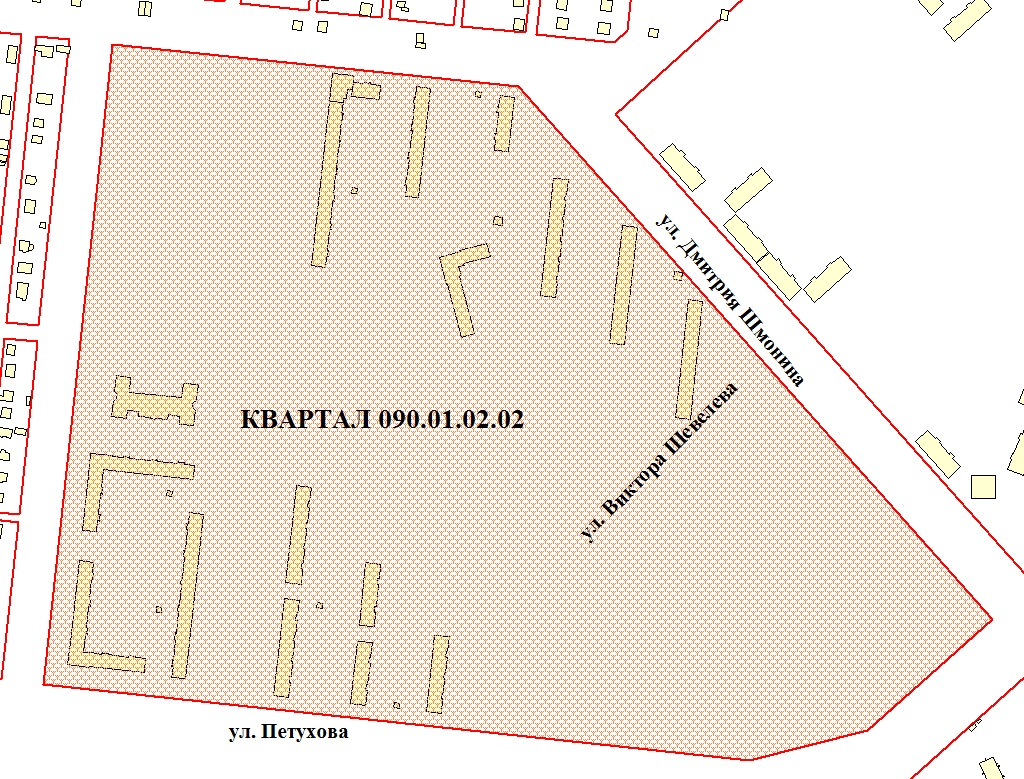 ул. Дмитрия Шмонина
КВАРТАЛ 090.01.02.02
ул. Виктора Шевелева
ул. Петухова